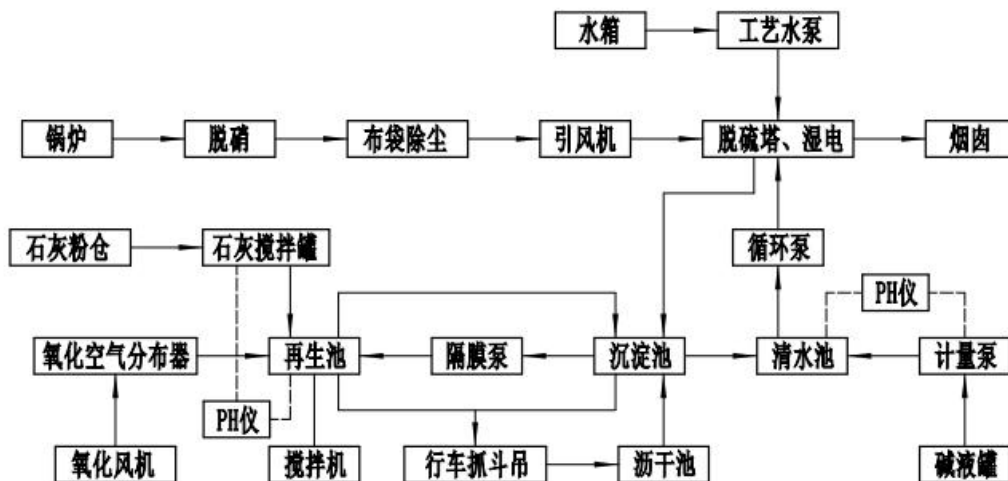 水箱
工艺水泵
锅炉
脱硝
布袋除尘
引风机
脱硫塔、湿电
烟囱
石灰粉仓
石灰搅拌罐
循环泵
PH仪
氧化空气分布器
再生池
隔膜泵
沉淀池
清水池
计量泵
PH仪
氧化风机
搅拌机
行车抓斗吊
沥干池
碱液罐